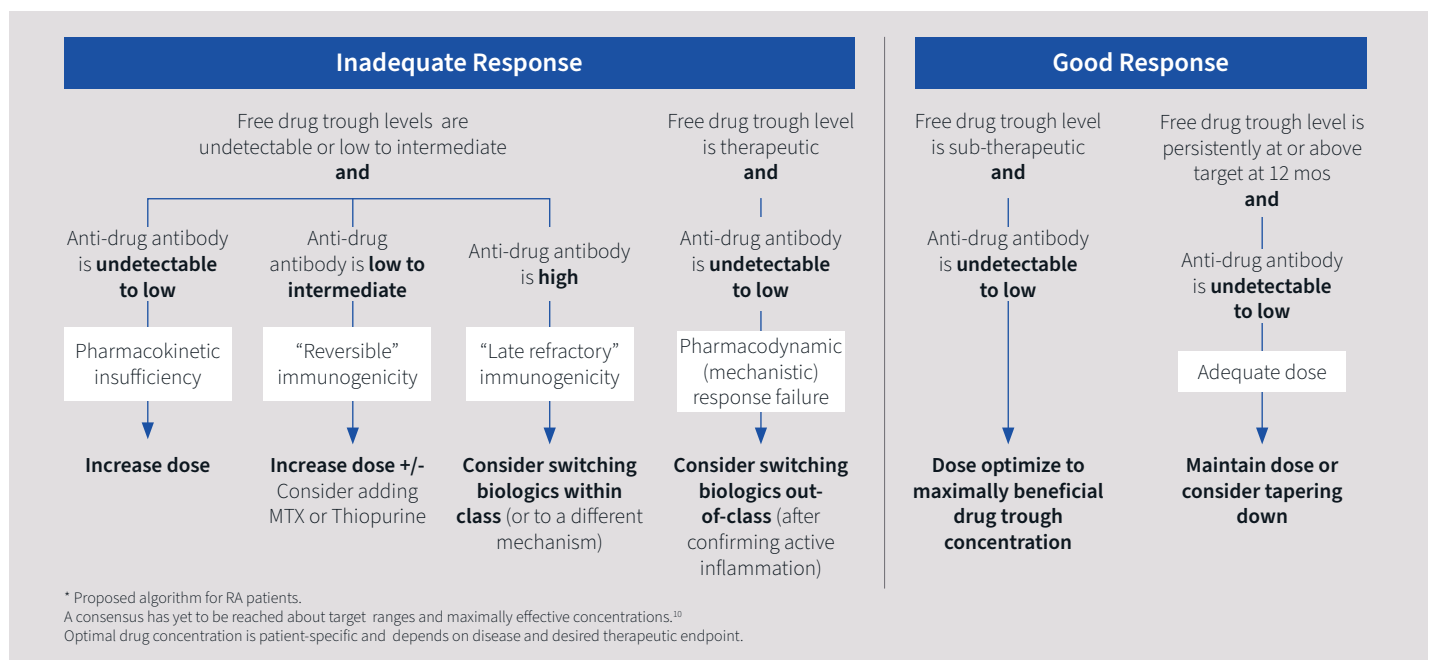 Inadequate Response
Free drug trough levels are
undetectable or low to intermediate
and
Anti-drug antibody
is undetectable
to low
Pharmacokinetic
insufficiency
Increase dose
Anti-drug
antibody is low to
intermediate
“Reversible”
immunogenicity
Increase dose +/-
Consider adding
MTX or Thiopurine
Anti-drug antibody
is high
“Late refractory”
immunogenicity
Consider switching
biologics within
class (or to a different
mechanism)
Free drug trough level
is therapeutic
and
Anti-drug antibody
is undetectable
to low
Pharmacodynamic
(mechanistic)
response failure
Consider switching
biologics out-
of-class (after
confirming active
inflammation)
Good Response
Free drug trough level
is sub-therapeutic
and
Anti-drug antibody
is undetectable
to low
Dose optimize to
maximally beneficial
drug trough
concentration
Free drug trough level is
persistently at or above
target at 12 mos
and
Anti-drug antibody
is undetectable
to low
Adequate dose
Maintain dose or
consider tapering
down
* Proposed algorithm for RA patients.
A consensus has yet to be reached about target ranges and maximally effective concentrations.¹⁰
Optimal drug concentration is patient-specific and depends on disease and desired therapeutic endpoint.